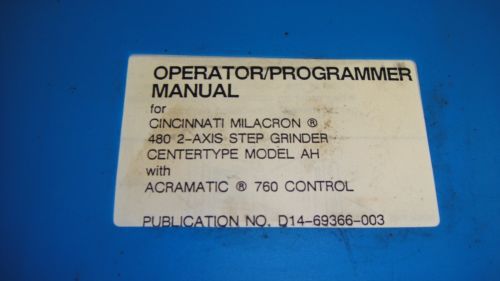 OPERATOR/PROGRAMMER
MANUAL
for
CINCINNATI MILACRON ®
480 2-AXIS STEP GRINDER
CENTERTYPE MODEL AH
with
ACRAMATIC ® 760 CONTROL
PUBLICATION NO. D14-69366-003